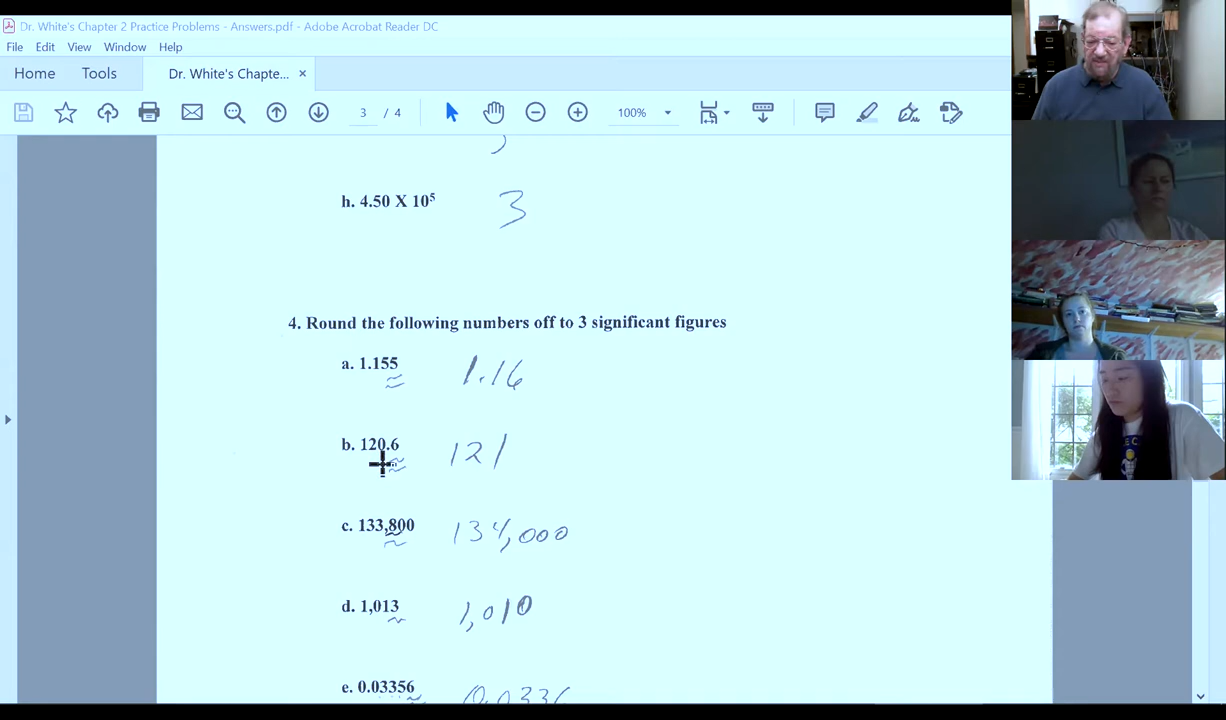 Dr. White's Chapter 2 Practice Problems - Answers.pdf - Adobe Acrobat Reader DC
File Edit View Window Help
Home Tools Dr. White's Chapte... ×
3 / 4 100%
h. 4.50 X 10⁵ 3
4. Round the following numbers off to 3 significant figures
a. 1.155 1.16
b. 120.6 121
c. 133,800 134,000
d. 1,013 1,010
e. 0.03356 0.0336